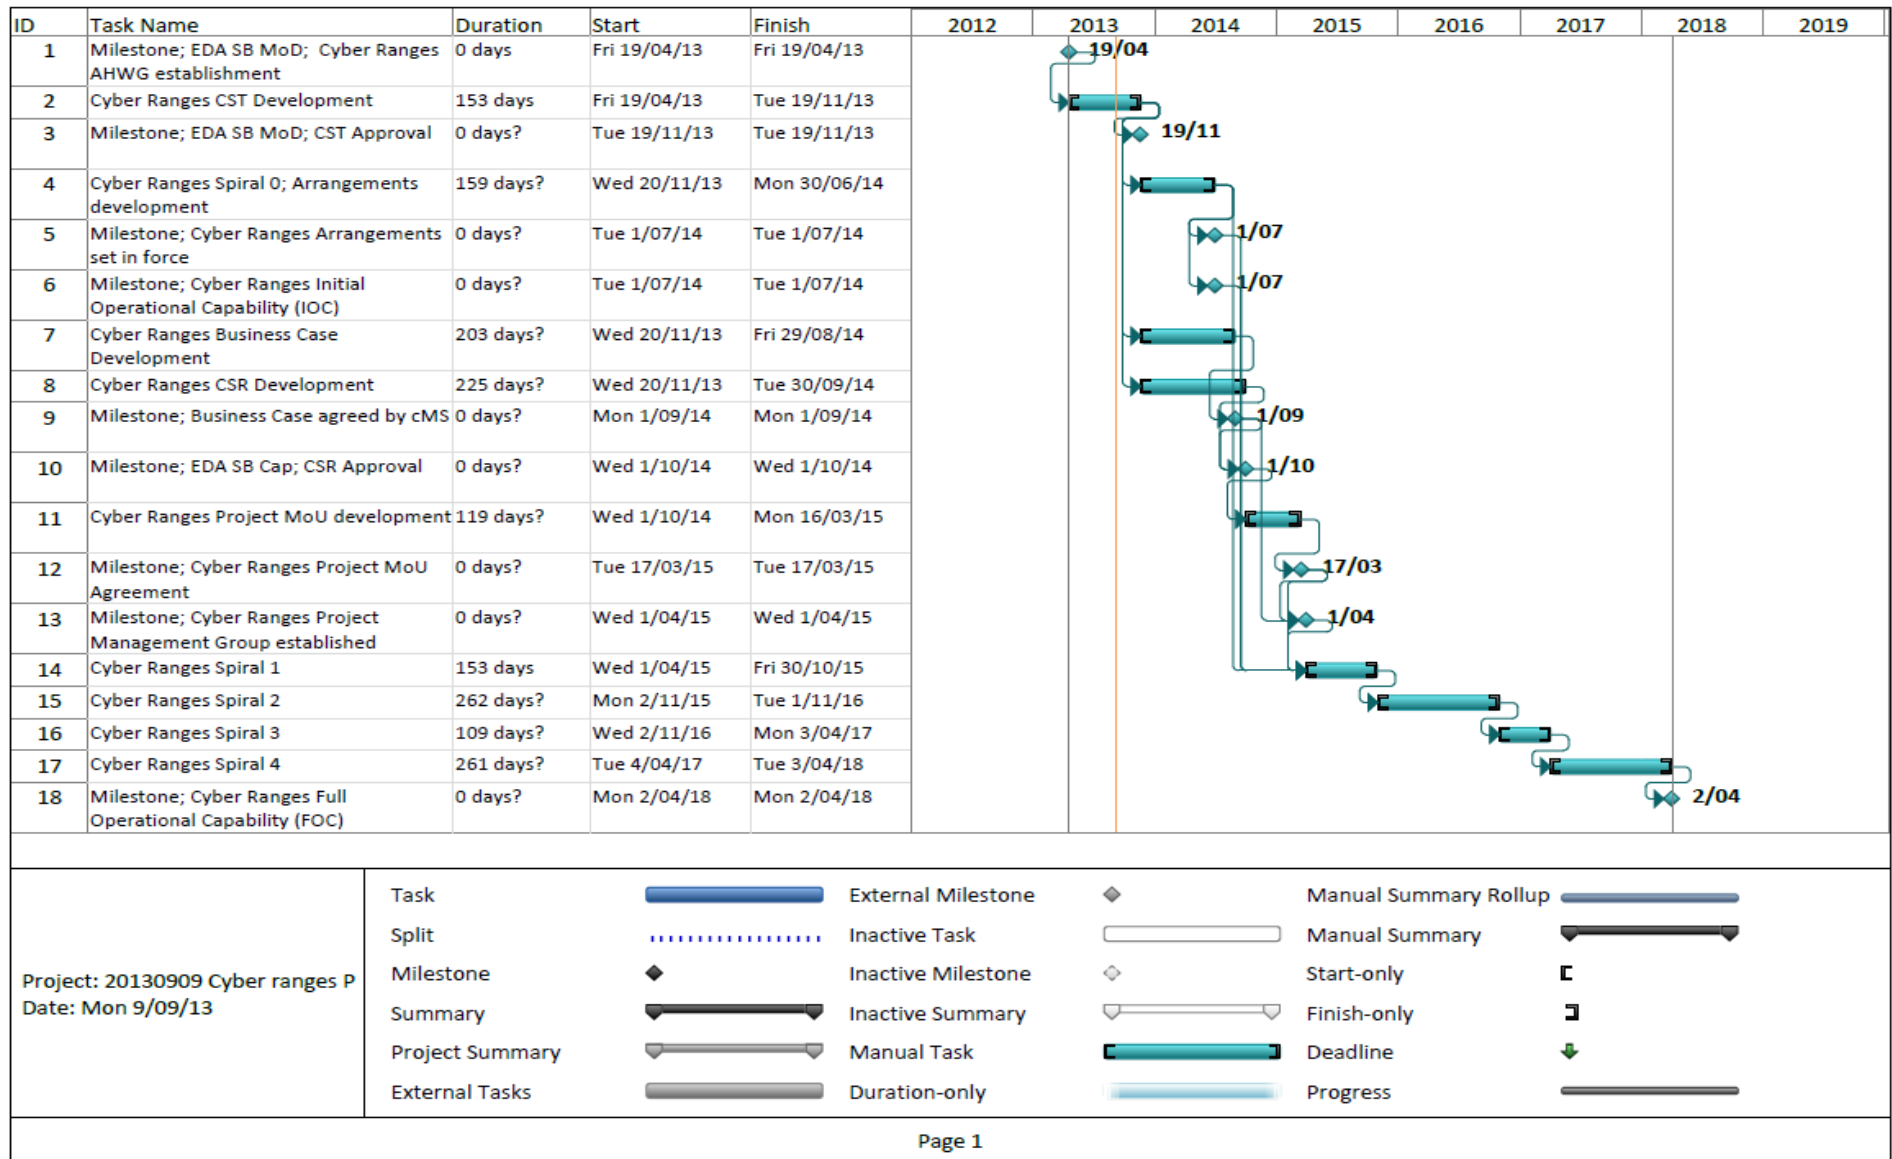 ID Task Name Duration Start Finish 2012 2013 2014 2015 2016 2017 2018 2019
1 Milestone; EDA SB MoD;  Cyber Ranges 0 days Fri 19/04/13 Fri 19/04/13 19/04
AHWG establishment
2 Cyber Ranges CST Development 153 days Fri 19/04/13 Tue 19/11/13
3 Milestone; EDA SB MoD; CST Approval 0 days? Tue 19/11/13 Tue 19/11/13 19/11
4 Cyber Ranges Spiral 0; Arrangements 159 days? Wed 20/11/13 Mon 30/06/14
development
5 Milestone; Cyber Ranges Arrangements 0 days? Tue 1/07/14 Tue 1/07/14 1/07
set in force
6 Milestone; Cyber Ranges Initial 0 days? Tue 1/07/14 Tue 1/07/14 1/07
Operational Capability (IOC)
7 Cyber Ranges Business Case 203 days? Wed 20/11/13 Fri 29/08/14
Development
8 Cyber Ranges CSR Development 225 days? Wed 20/11/13 Tue 30/09/14
9 Milestone; Business Case agreed by cMS 0 days? Mon 1/09/14 Mon 1/09/14 1/09
10 Milestone; EDA SB Cap; CSR Approval 0 days? Wed 1/10/14 Wed 1/10/14 1/10
11 Cyber Ranges Project MoU development 119 days? Wed 1/10/14 Mon 16/03/15
12 Milestone; Cyber Ranges Project MoU 0 days? Tue 17/03/15 Tue 17/03/15 17/03
Agreement
13 Milestone; Cyber Ranges Project 0 days? Wed 1/04/15 Wed 1/04/15 1/04
Management Group established
14 Cyber Ranges Spiral 1 153 days Wed 1/04/15 Fri 30/10/15
15 Cyber Ranges Spiral 2 262 days? Mon 2/11/15 Tue 1/11/16
16 Cyber Ranges Spiral 3 109 days? Wed 2/11/16 Mon 3/04/17
17 Cyber Ranges Spiral 4 261 days? Tue 4/04/17 Tue 3/04/18
18 Milestone; Cyber Ranges Full 0 days? Mon 2/04/18 Mon 2/04/18 2/04
Operational Capability (FOC)
Project: 20130909 Cyber ranges P
Date: Mon 9/09/13
Task External Milestone Manual Summary Rollup
Split Inactive Task Manual Summary
Milestone Inactive Milestone Start-only
Summary Inactive Summary Finish-only
Project Summary Manual Task Deadline
External Tasks Duration-only Progress
Page 1